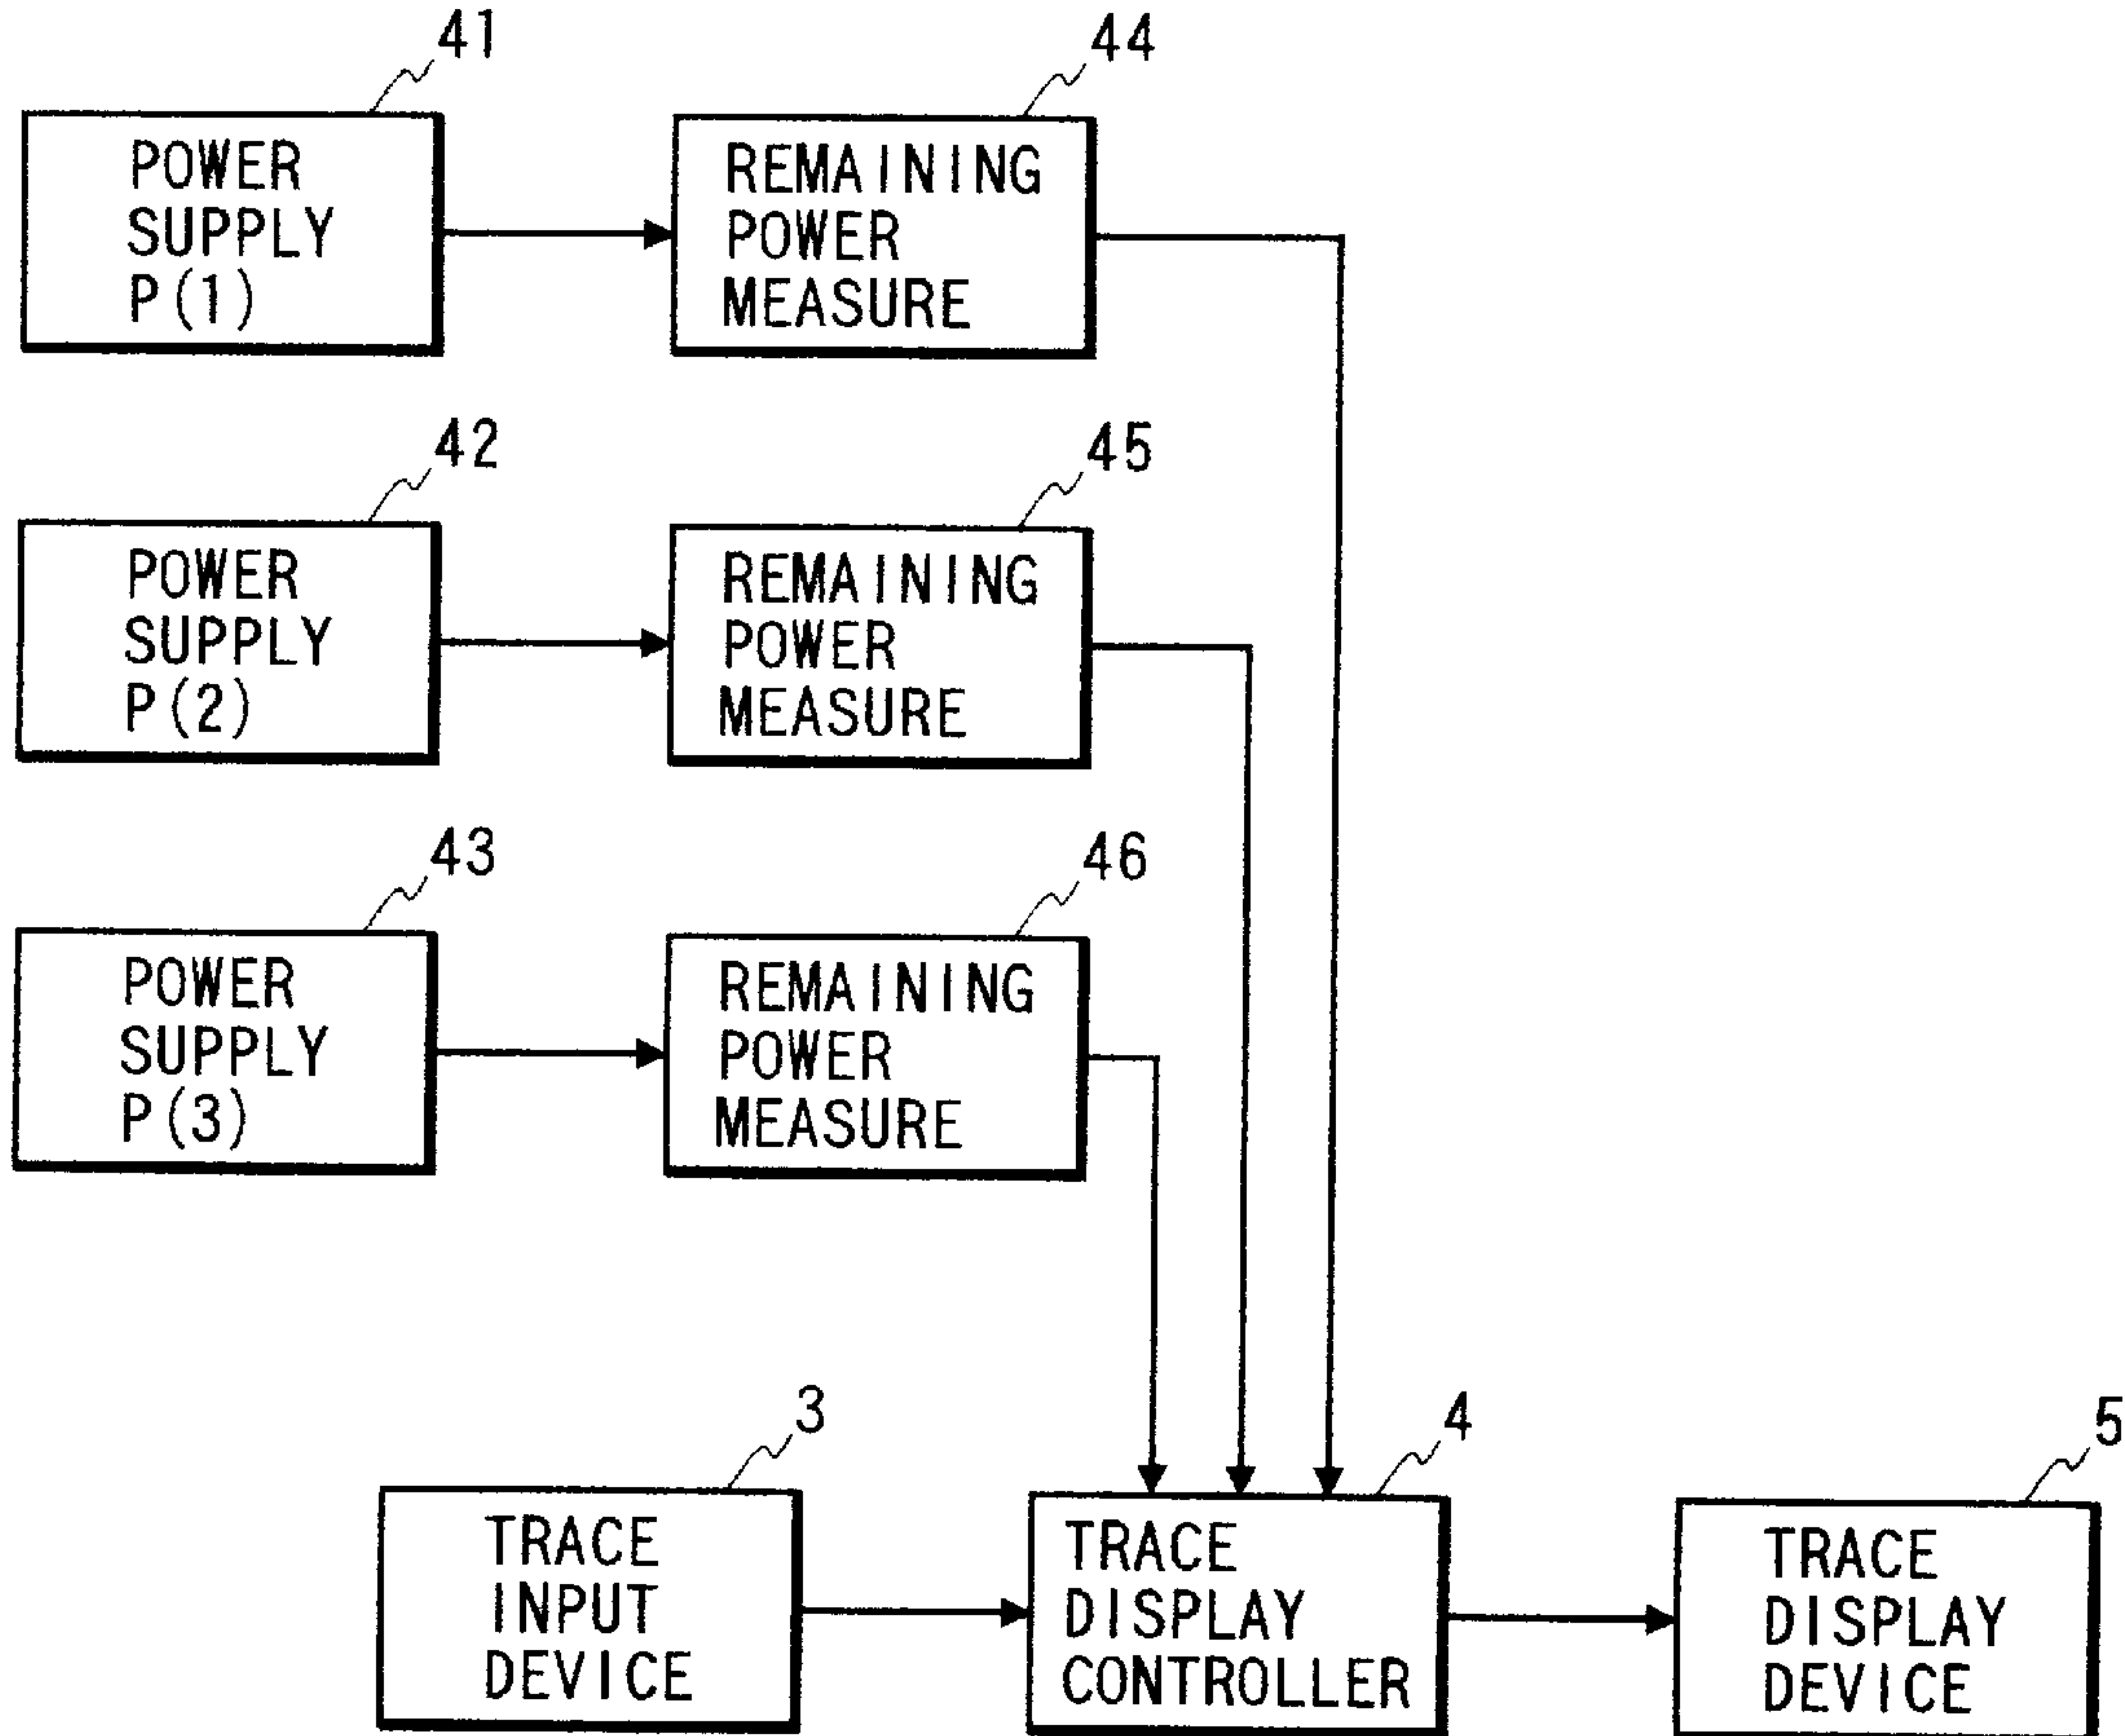 41
44
POWER
SUPPLY
P(1)
REMAINING
POWER
MEASURE
42
45
POWER
SUPPLY
P(2)
REMAINING
POWER
MEASURE
43
46
POWER
SUPPLY
P(3)
REMAINING
POWER
MEASURE
3
4
5
TRACE
INPUT
DEVICE
TRACE
DISPLAY
CONTROLLER
TRACE
DISPLAY
DEVICE